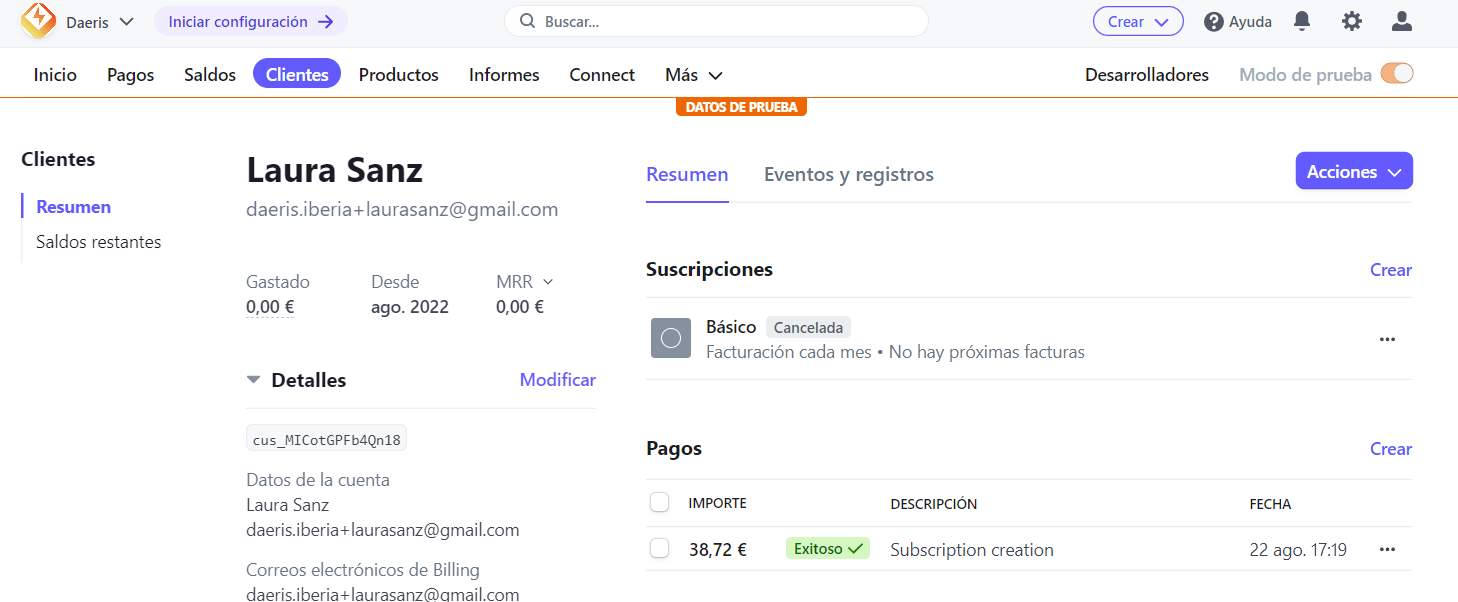 Daeris
Iniciar configuración →
Buscar...
Crear
Ayuda
Inicio Pagos Saldos Clientes Productos Informes Connect Más
Desarrolladores Modo de prueba
DATOS DE PRUEBA
Clientes
Resumen
Saldos restantes
Laura Sanz
daeris.iberia+laurasanz@gmail.com
Gastado Desde MRR
0,00 € ago. 2022 0,00 €
Detalles Modificar
cus_MICotGPFb4Qn18
Datos de la cuenta
Laura Sanz
daeris.iberia+laurasanz@gmail.com
Correos electrónicos de Billing
daeris.iberia+laurasanz@gmail.com
Resumen Eventos y registros
Acciones
Suscripciones Crear
Básico Cancelada
Facturación cada mes • No hay próximas facturas
Pagos Crear
IMPORTE DESCRIPCIÓN FECHA
38,72 € Exitoso ✓ Subscription creation 22 ago. 17:19